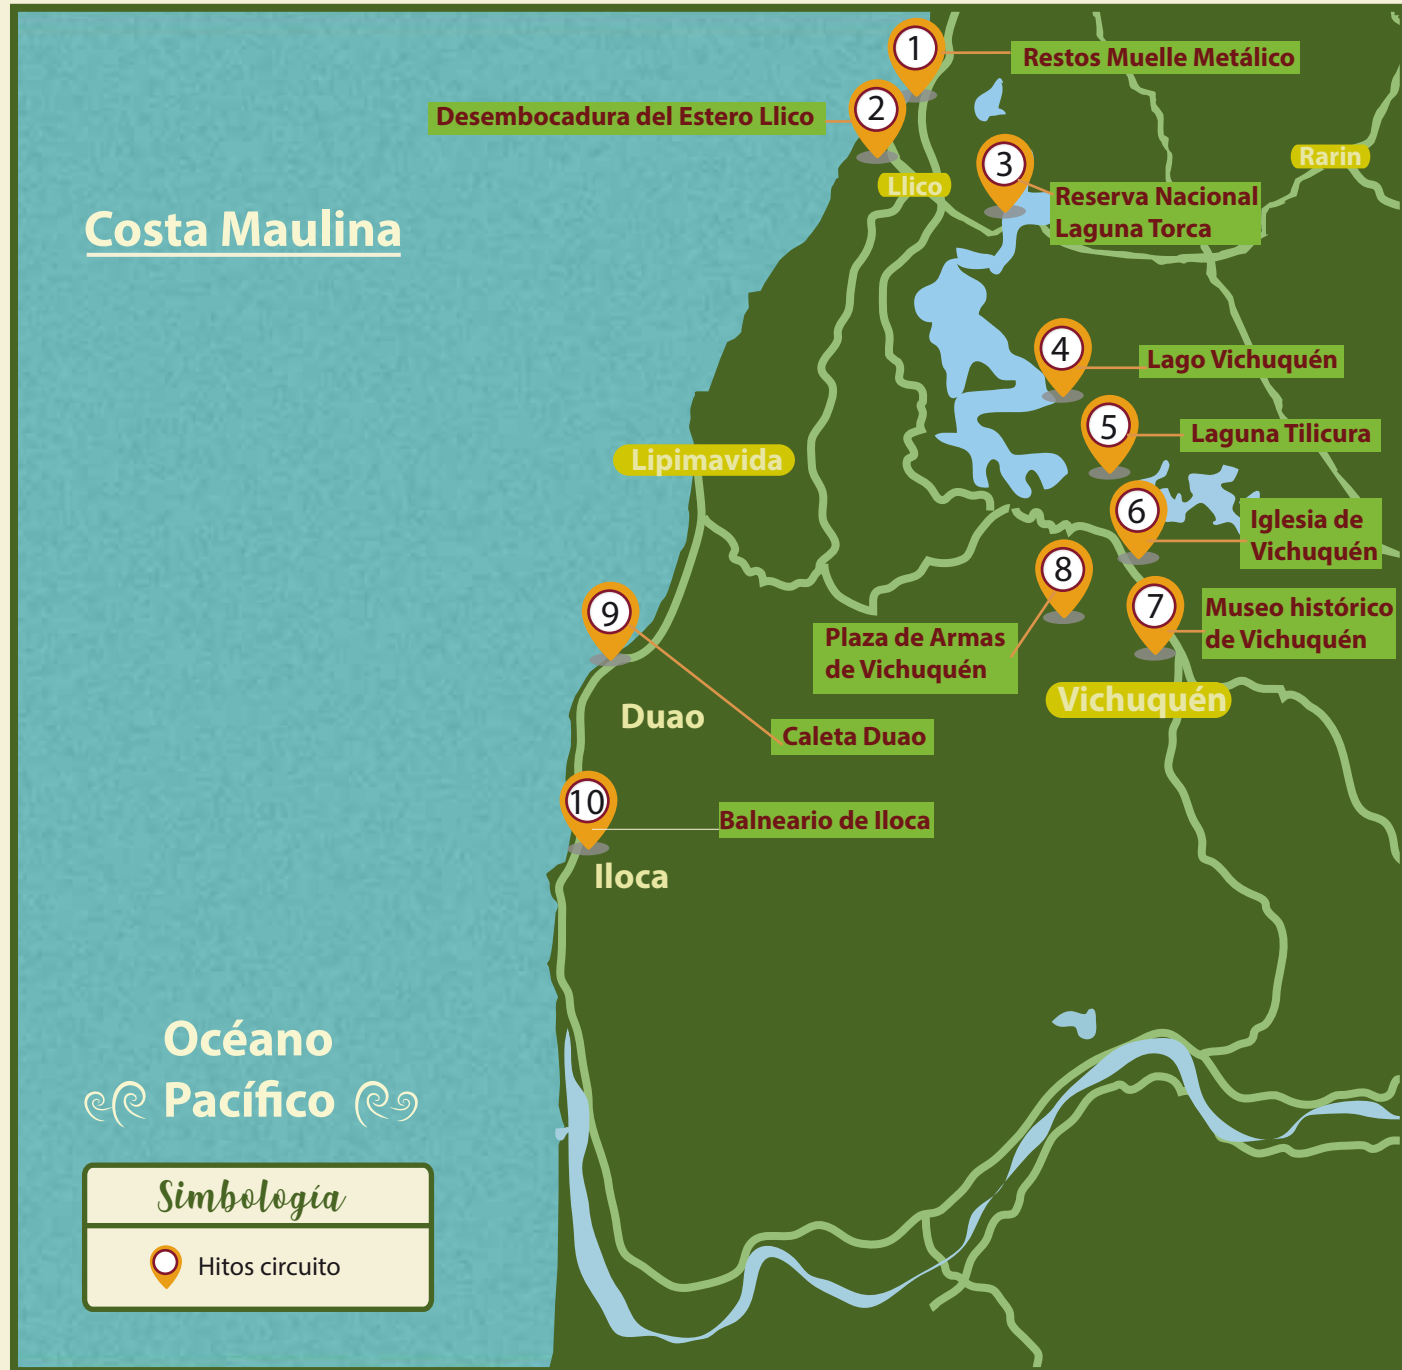 1
Restos Muelle Metálico
2
Desembocadura del Estero Llico
Rarin
3
Llico
Reserva Nacional
Laguna Torca
Costa Maulina
4
Lago Vichuquén
5
Laguna Tilicura
Lipimavida
6
Iglesia de
Vichuquén
8
9
7
Museo histórico
de Vichuquén
Plaza de Armas
de Vichuquén
Vichuquén
Duao
Caleta Duao
10
Balneario de Iloca
Iloca
Océano
Pacífico
Simbología
Hitos circuito